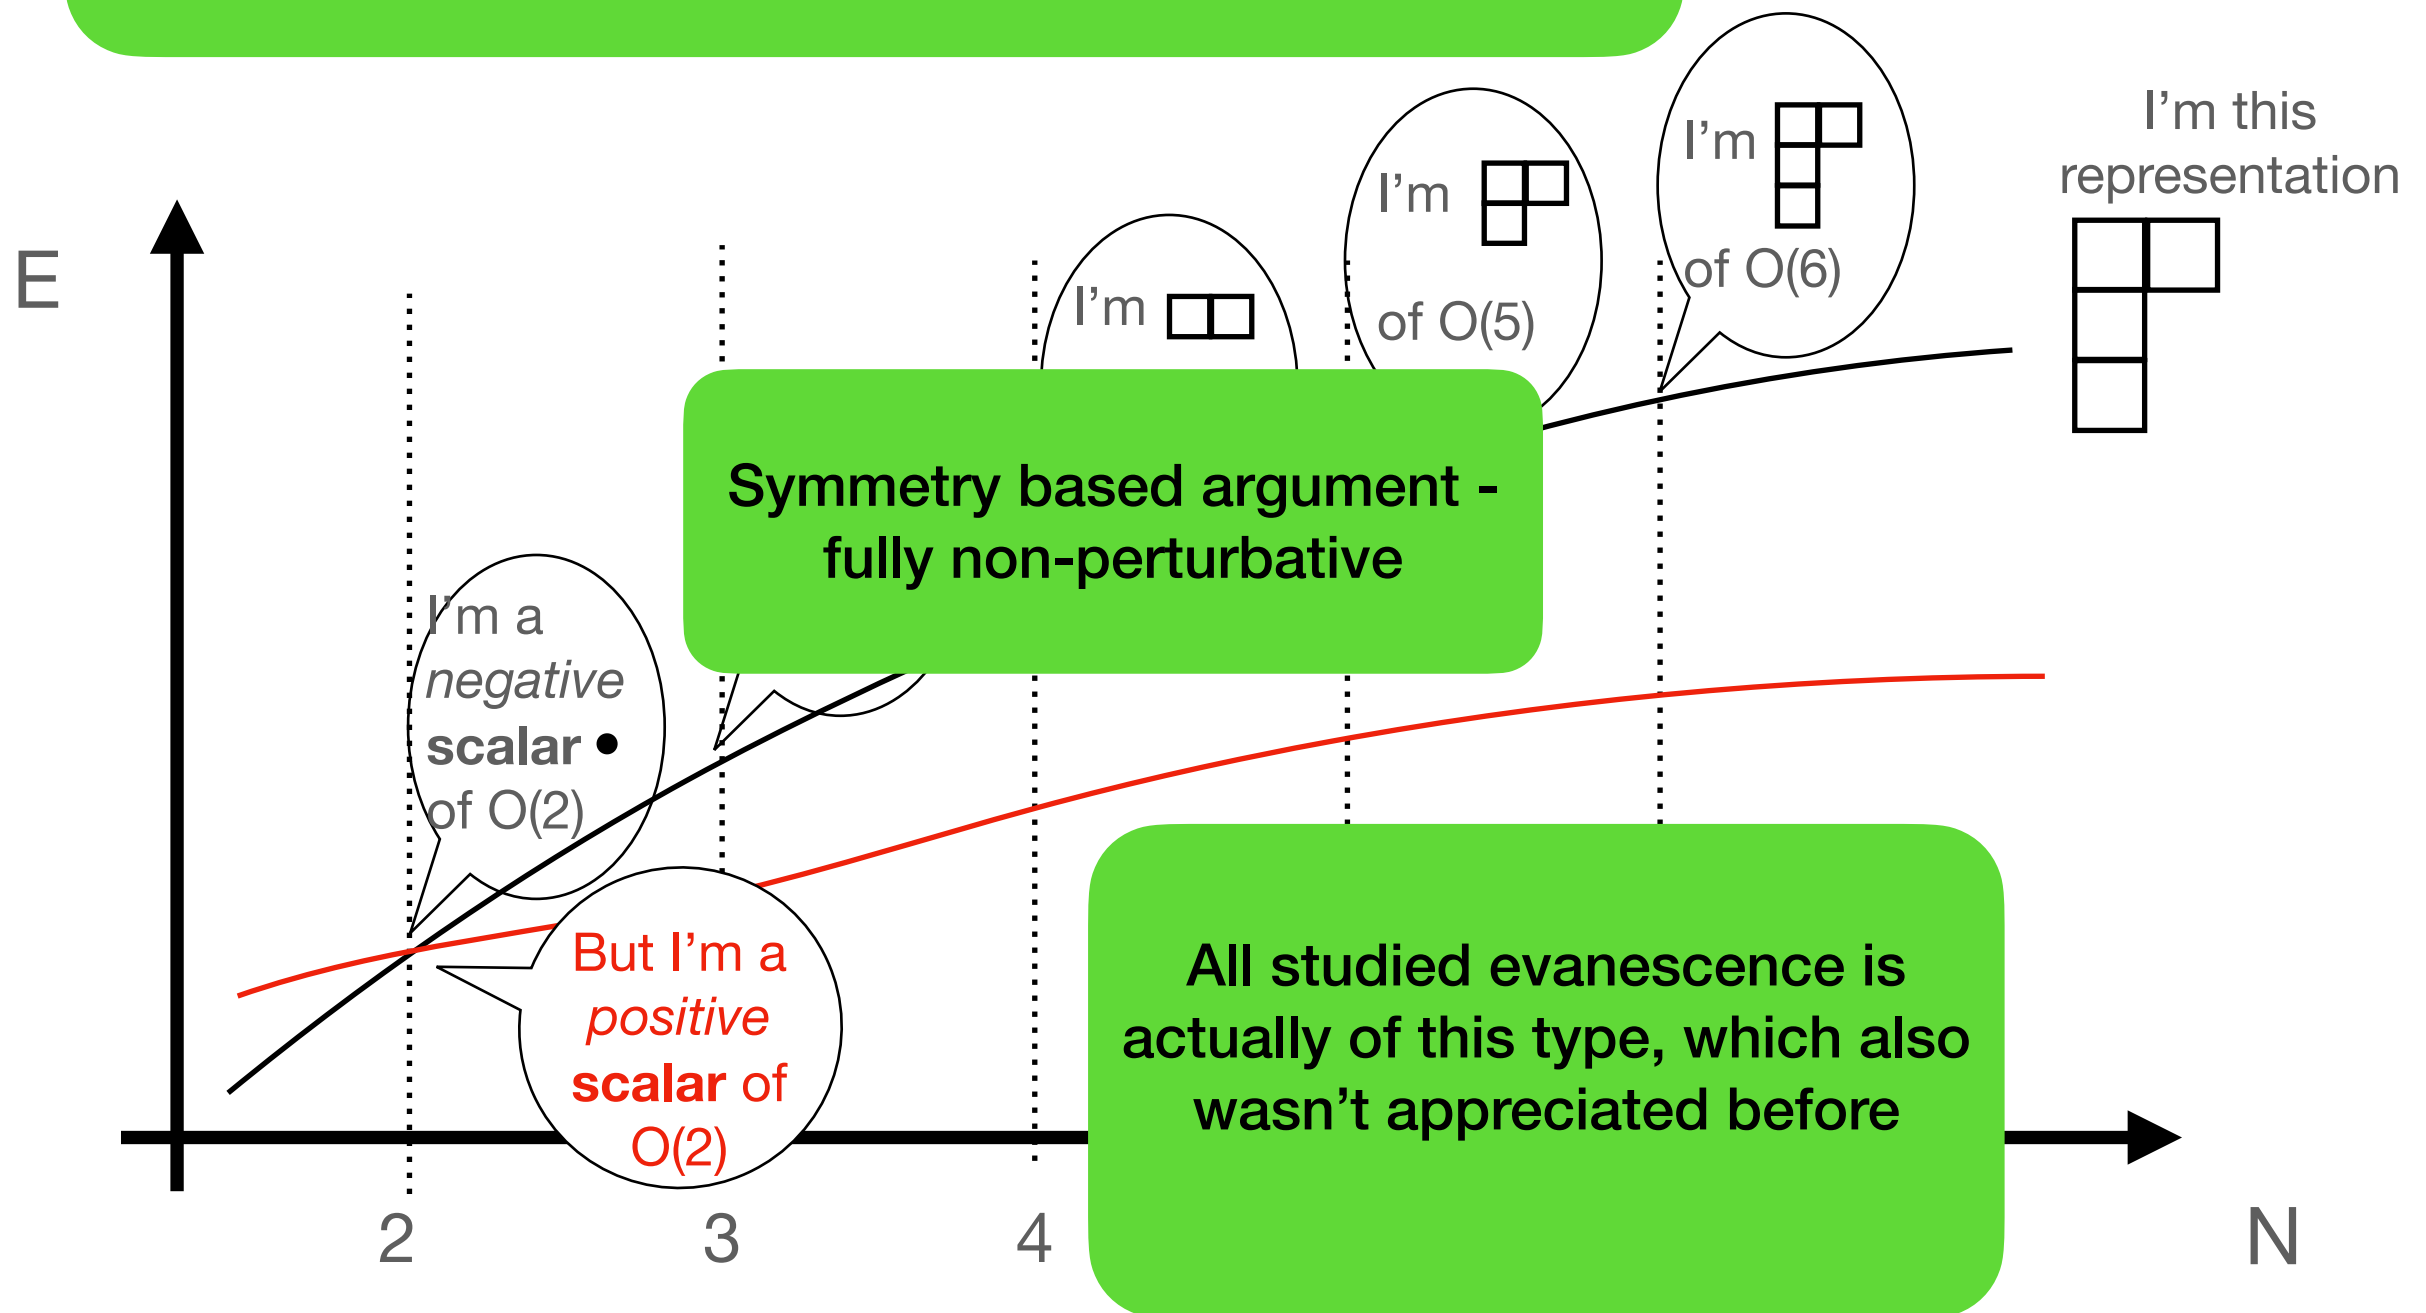 I’m this
representation
I’m
of O(6)
I’m
of O(5)
I’m
E
Symmetry based argument -
fully non-perturbative
I’m a
negative
scalar •
of O(2)
But I’m a
positive
scalar of
O(2)
All studied evanescence is
actually of this type, which also
wasn’t appreciated before
2
3
4
N